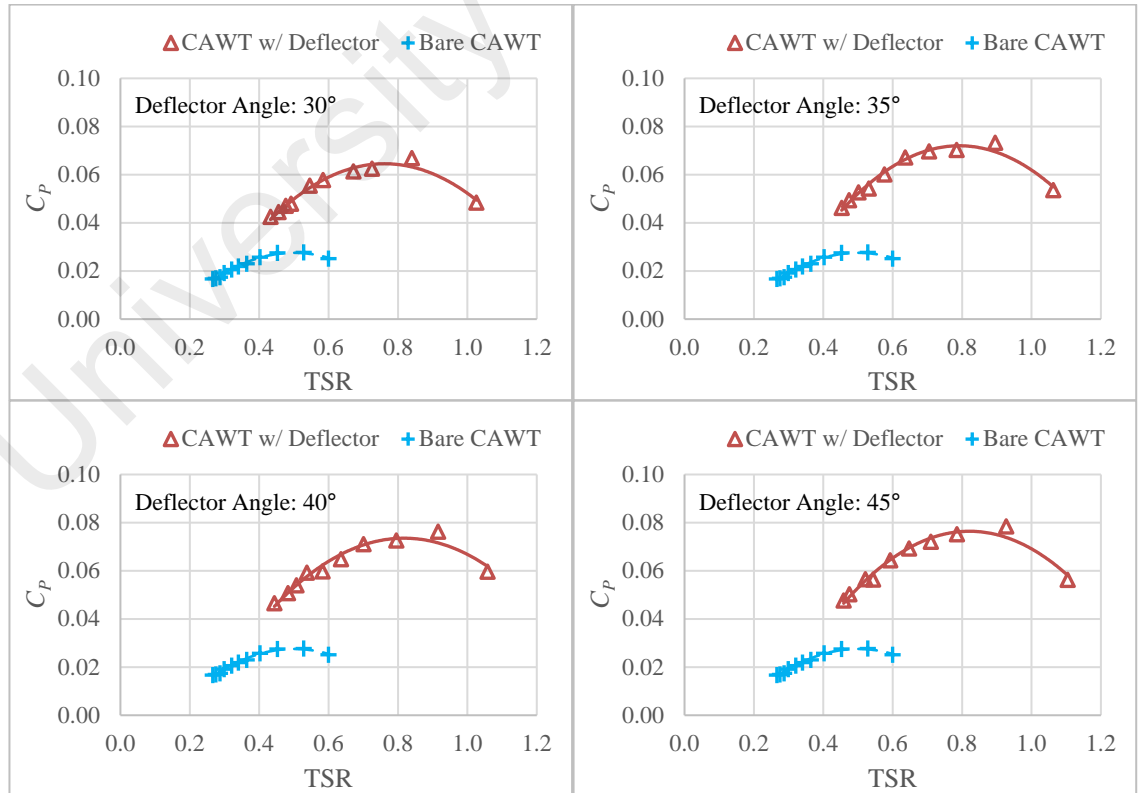 CAWT w/ Deflector Bare CAWT
Deflector Angle: 30°
0.10
0.08
0.06
0.04
0.02
0.00
C_P
0.0 0.2 0.4 0.6 0.8 1.0 1.2
TSR
CAWT w/ Deflector Bare CAWT
Deflector Angle: 35°
0.10
0.08
0.06
0.04
0.02
0.00
C_P
0.0 0.2 0.4 0.6 0.8 1.0 1.2
TSR
CAWT w/ Deflector Bare CAWT
Deflector Angle: 40°
0.10
0.08
0.06
0.04
0.02
0.00
C_P
0.0 0.2 0.4 0.6 0.8 1.0 1.2
TSR
CAWT w/ Deflector Bare CAWT
Deflector Angle: 45°
0.10
0.08
0.06
0.04
0.02
0.00
C_P
0.0 0.2 0.4 0.6 0.8 1.0 1.2
TSR
University